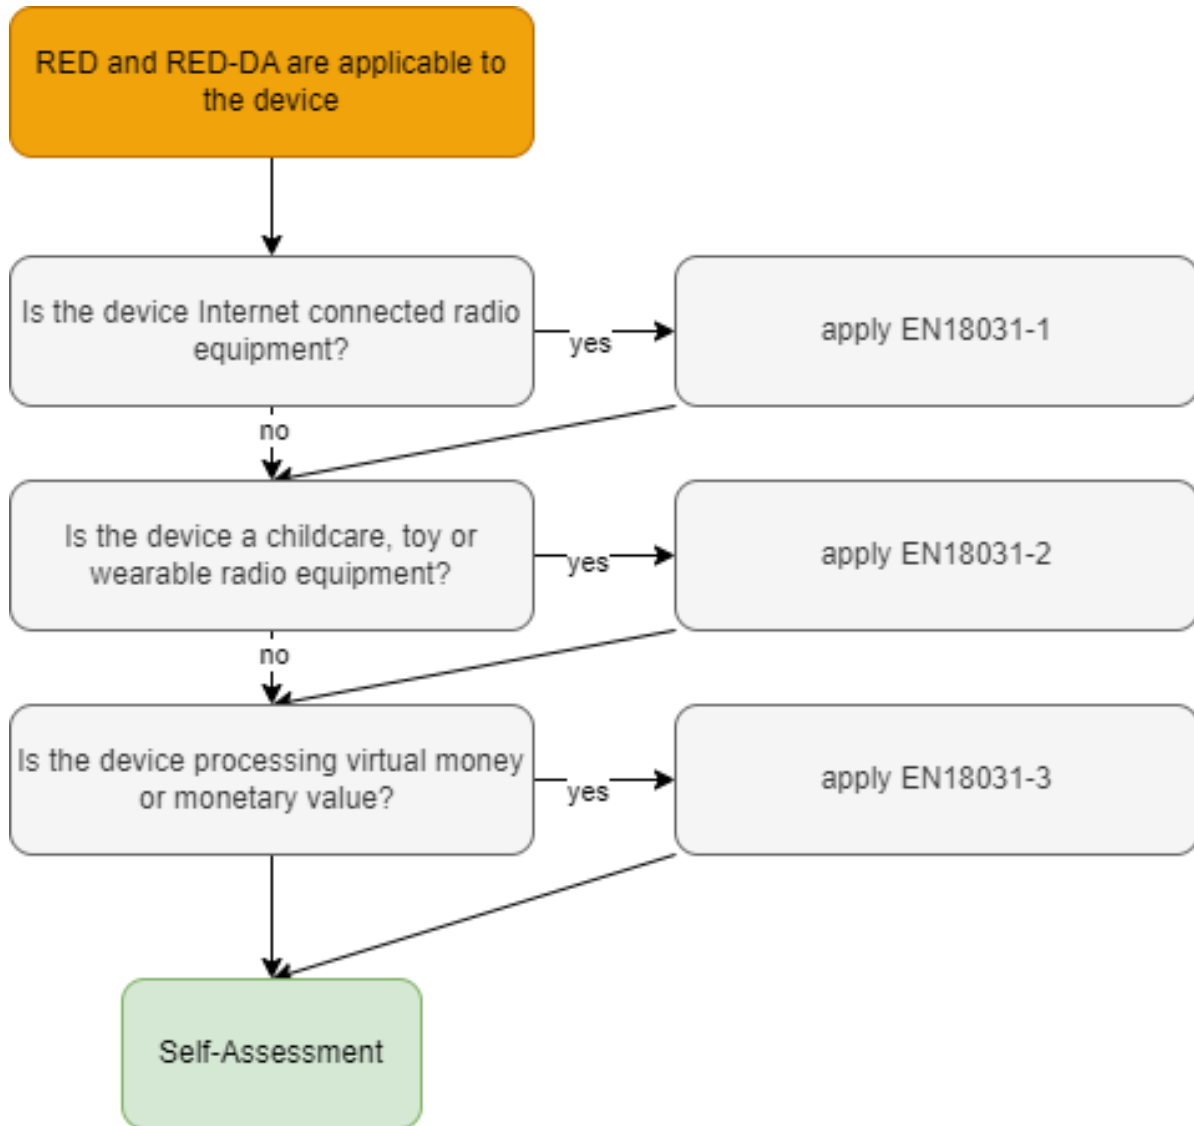 RED and RED-DA are applicable to
the device
Is the device Internet connected radio
equipment?
yes
apply EN18031-1
no
Is the device a childcare, toy or
wearable radio equipment?
yes
apply EN18031-2
no
Is the device processing virtual money
or monetary value?
yes
apply EN18031-3
Self-Assessment